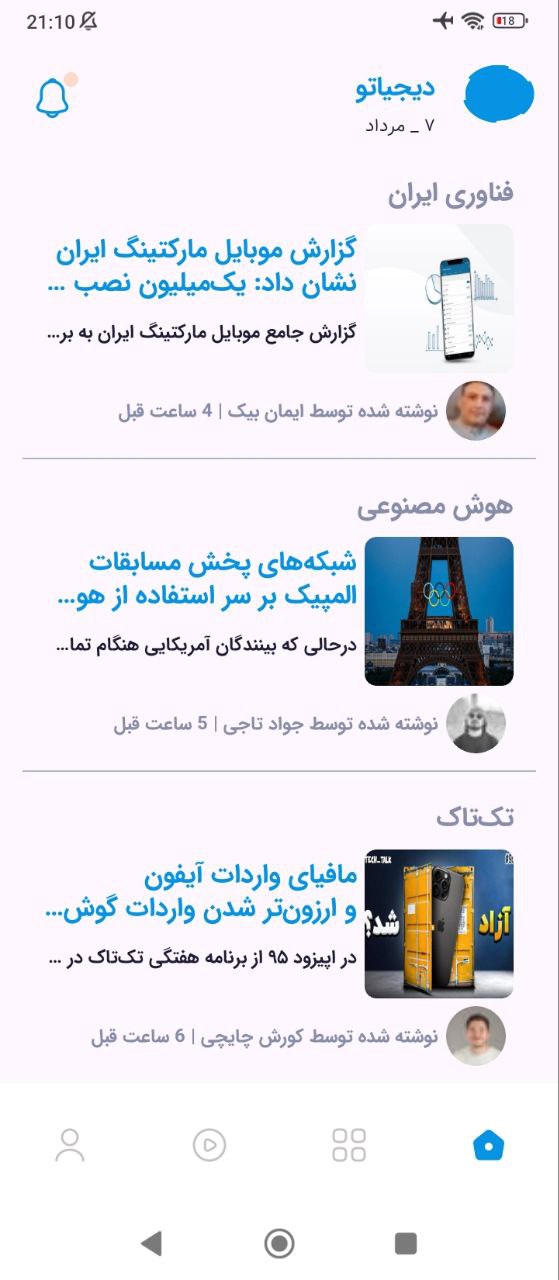 21:10
18
دیجیاتو
۷ _ مرداد
فناوری ایران
گزارش موبایل مارکتینگ ایران
نشان داد: یک‌میلیون نصب ...
گزارش جامع موبایل مارکتینگ ایران به بر...
نوشته شده توسط ایمان بیک | 4 ساعت قبل
هوش مصنوعی
شبکه‌های پخش مسابقات
المپیک بر سر استفاده از هو...
درحالی که بینندگان آمریکایی هنگام تما...
نوشته شده توسط جواد تاجی | 5 ساعت قبل
تک‌تاک
TECH_TALK
آزاد شد؟
مافیای واردات آیفون
و ارزون‌تر شدن واردات گوش...
در اپیزود ۹۵ از برنامه هفتگی تک‌تاک در ...
نوشته شده توسط کورش چایچی | 6 ساعت قبل